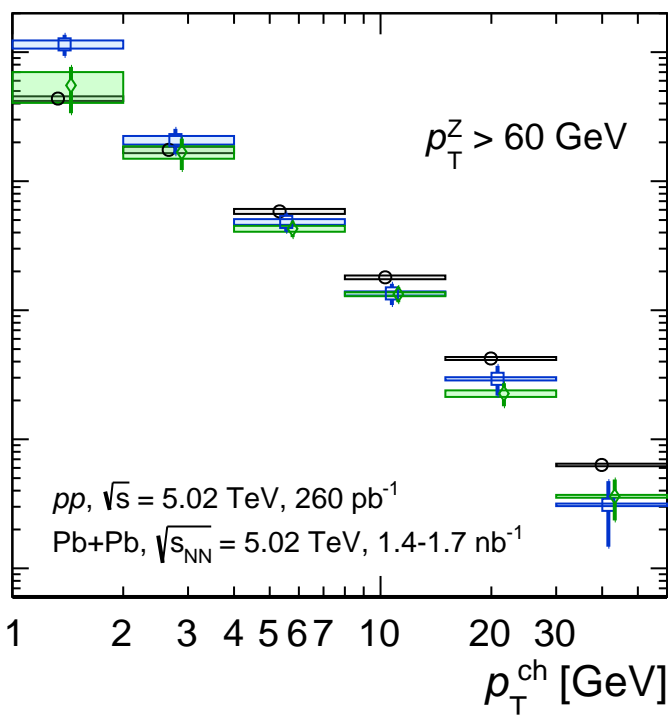 p_T^Z > 60 GeV
pp, √s = 5.02 TeV, 260 pb⁻¹
Pb+Pb, √s_NN = 5.02 TeV, 1.4-1.7 nb⁻¹
1 2 3 4 5 6 7 10 20 30
p_T^ch [GeV]